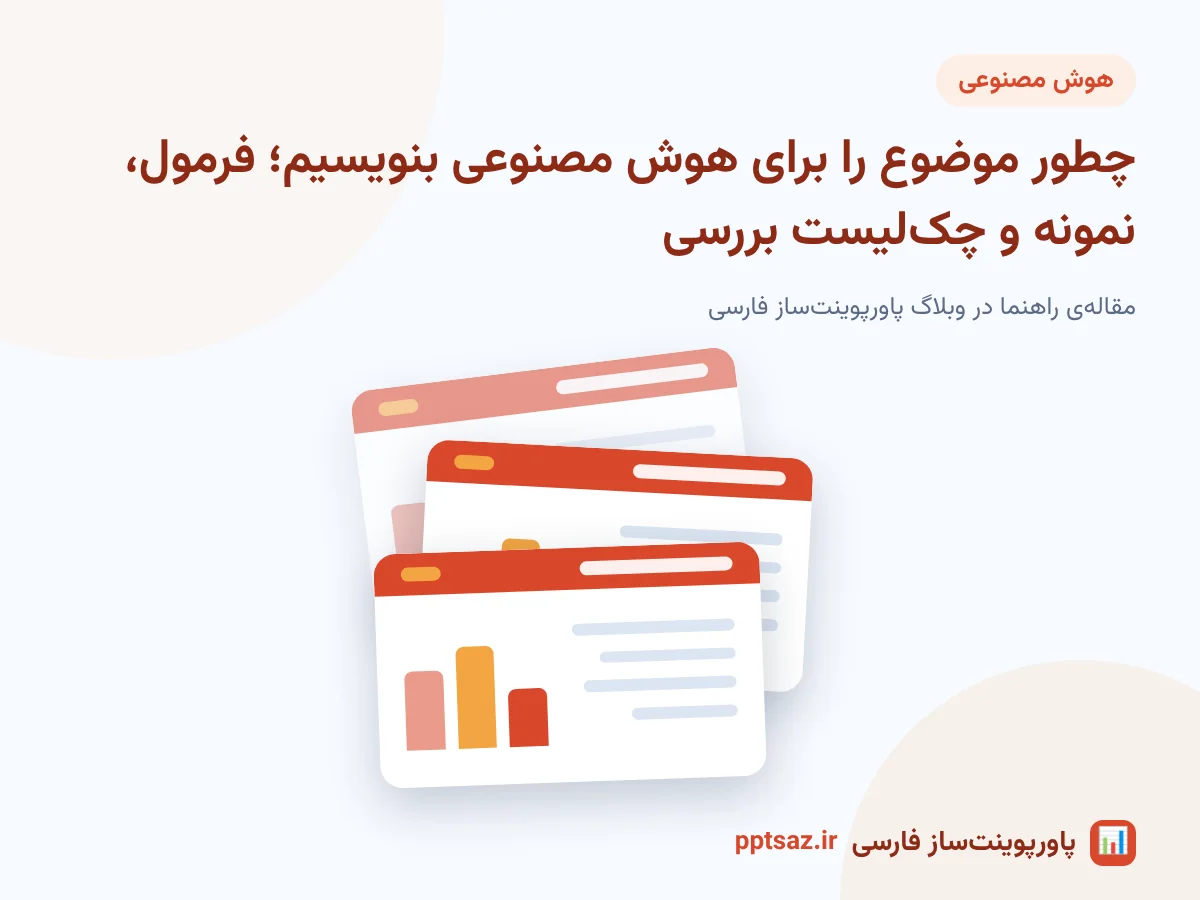 هوش مصنوعی
چطور موضوع را برای هوش مصنوعی بنویسیم؛ فرمول،
نمونه و چک‌لیست بررسی
مقاله‌ی راهنما در وبلاگ پاورپوینت‌ساز فارسی
پاورپوینت‌ساز فارسی pptsaz.ir